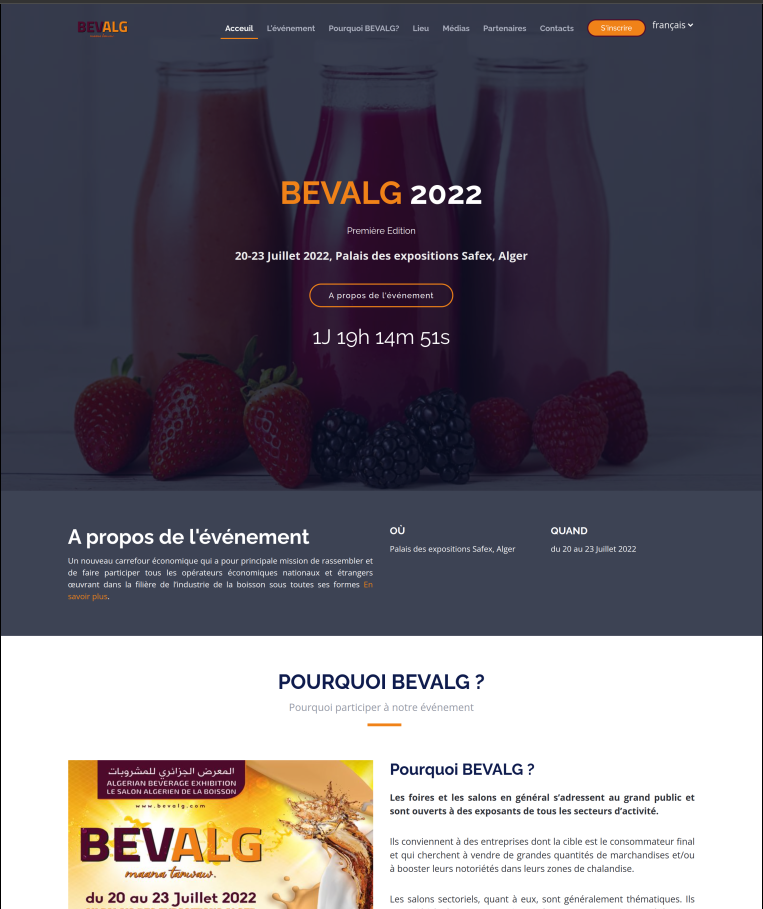 BEVALG
Acceuil L'événement Pourquoi BEVALG? Lieu Médias Partenaires Contacts S'inscrire français
BEVALG 2022
Première Edition
20-23 Juillet 2022, Palais des expositions Safex, Alger
A propos de l'événement
1J 19h 14m 51s
A propos de l'événement
Un nouveau carrefour économique qui a pour principale mission de rassembler et
de faire participer tous les opérateurs économiques nationaux et étrangers
œuvrant dans la filière de l'industrie de la boisson sous toutes ses formes En
savoir plus.
OÙ
Palais des expositions Safex, Alger
QUAND
du 20 au 23 Juillet 2022
POURQUOI BEVALG ?
Pourquoi participer à notre événement
المعرض الجزائري للمشروبات
ALGERIAN BEVERAGE EXHIBITION
LE SALON ALGERIEN DE LA BOISSON
www.bevalg.com
BEVALG
maana tarwaw.
du 20 au 23 Juillet 2022
Pourquoi BEVALG ?
Les foires et les salons en général s'adressent au grand public et
sont ouverts à des exposants de tous les secteurs d'activité.
Ils conviennent à des entreprises dont la cible est le consommateur final
et qui cherchent à vendre de grandes quantités de marchandises et/ou
à booster leurs notoriétés dans leurs zones de chalandise.
Les salons sectoriels, quant à eux, sont généralement thématiques. Ils